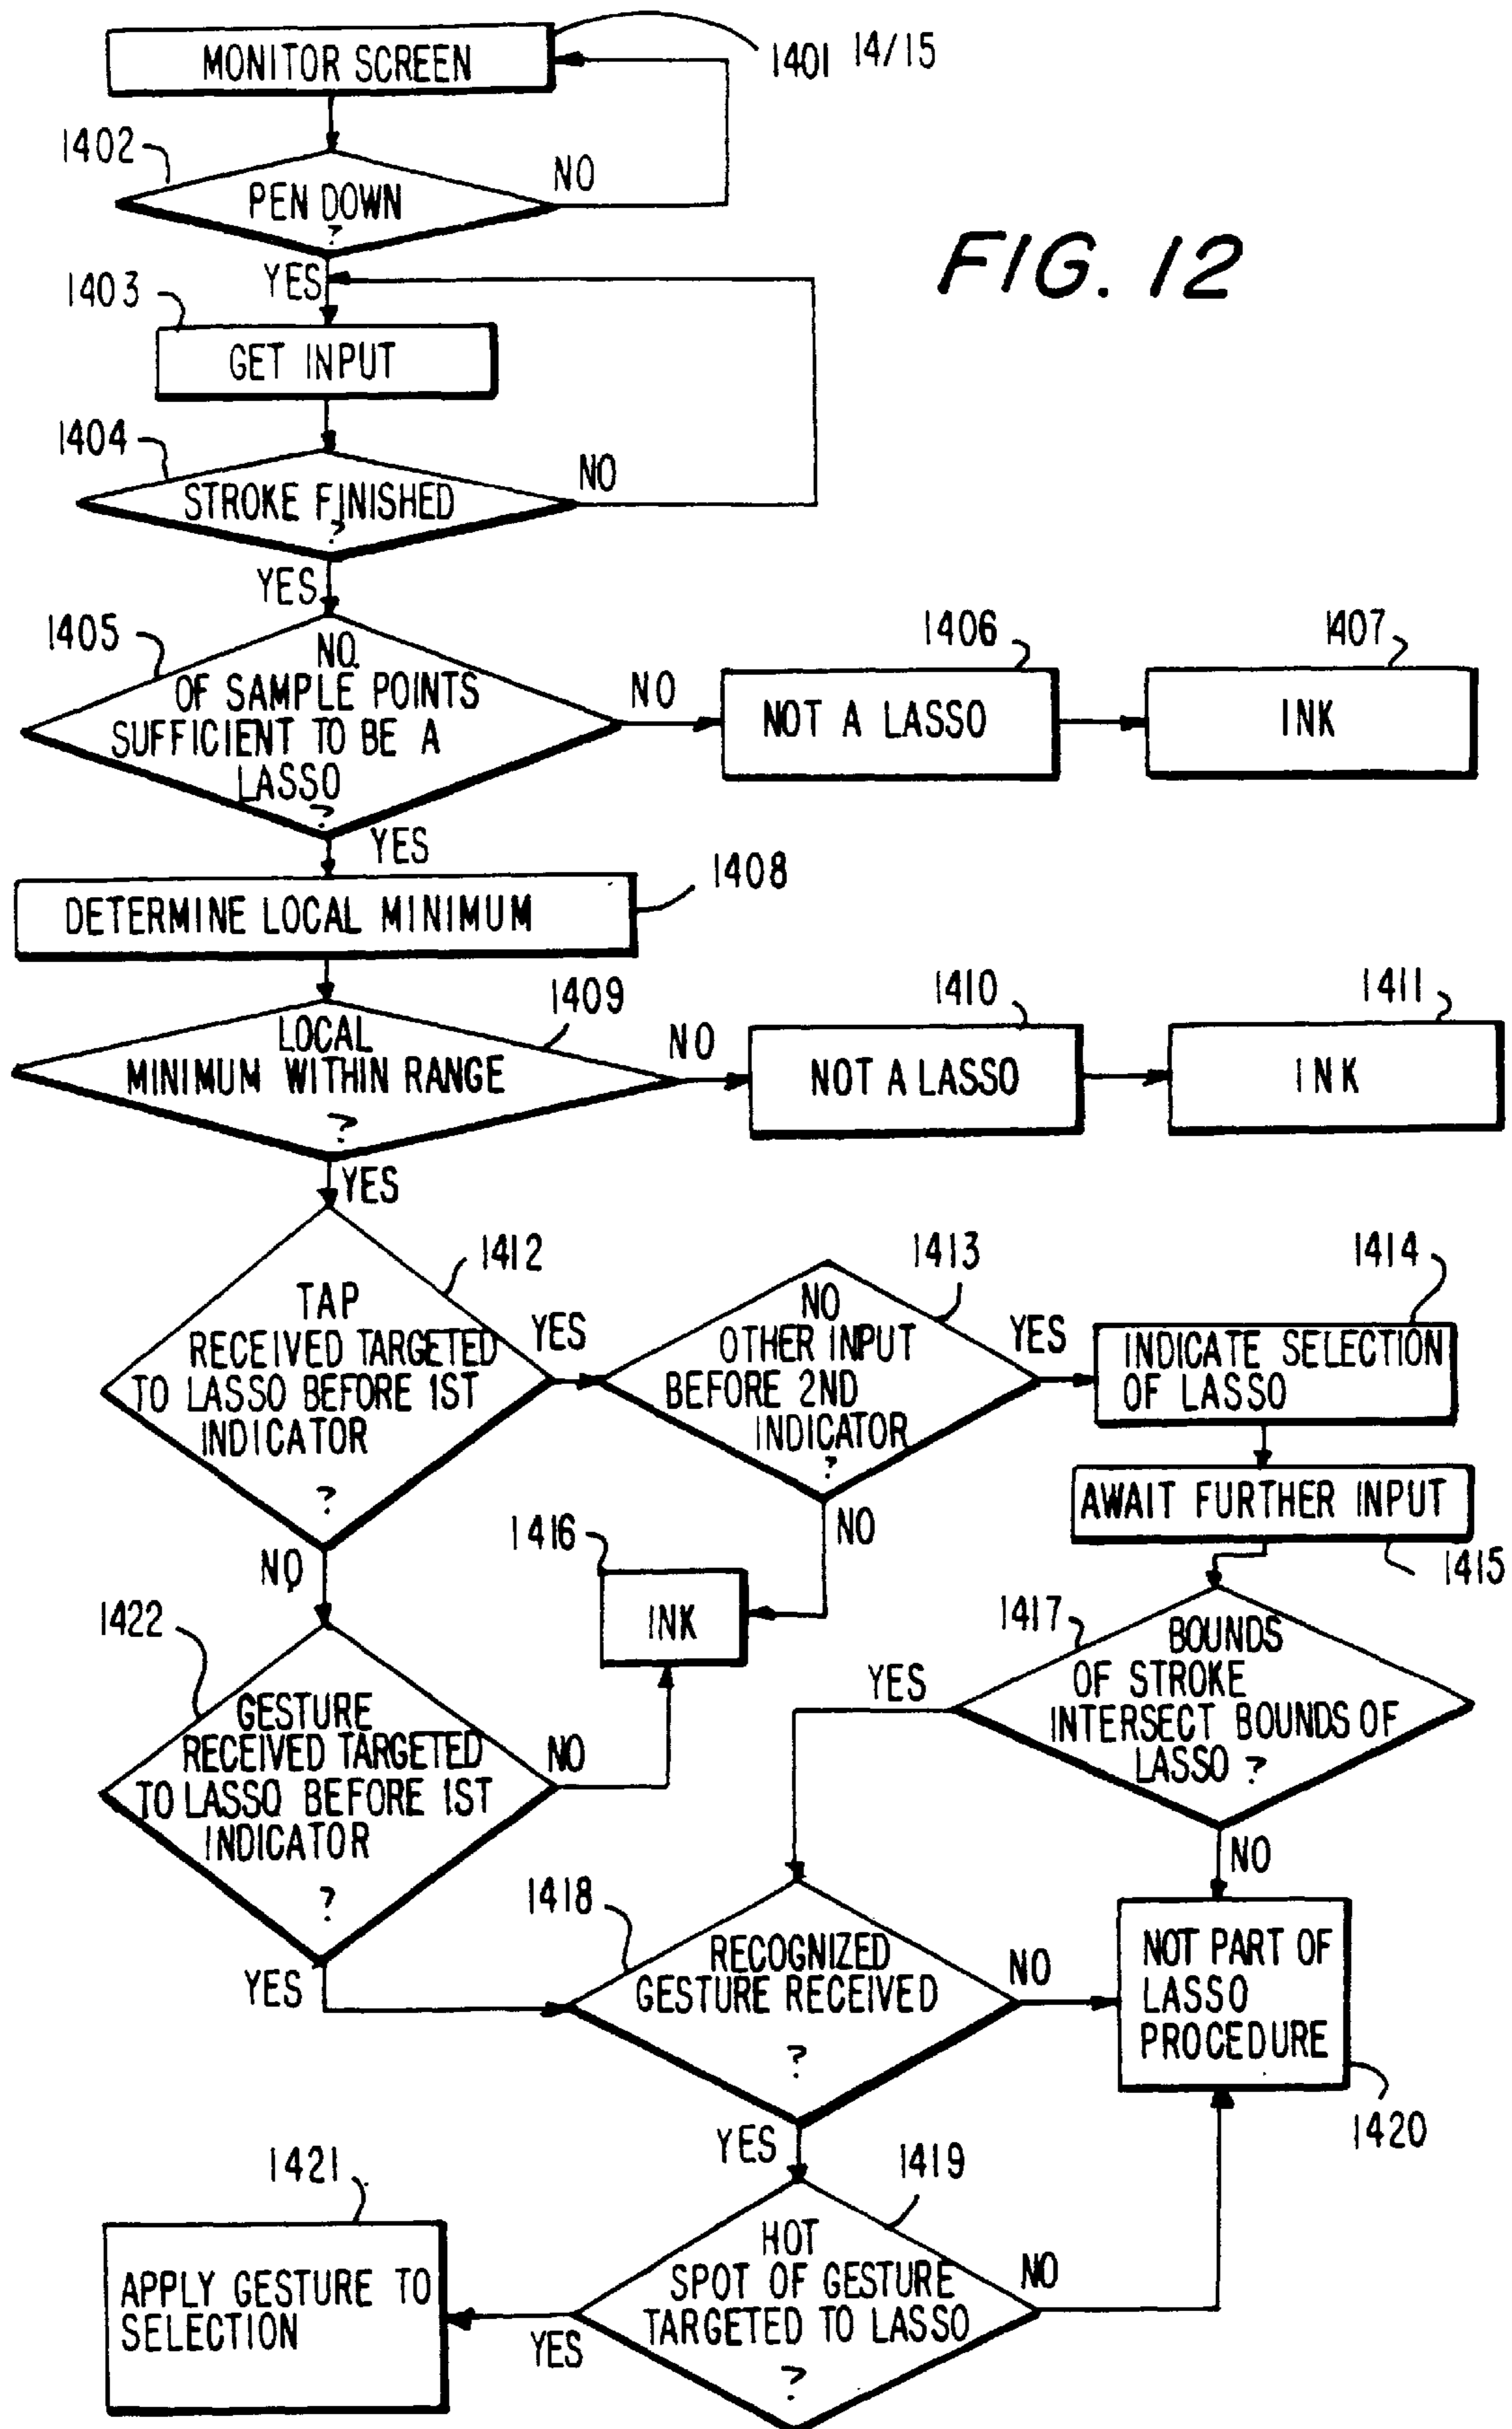 MONITOR SCREEN
1401 14/15
1402
PEN DOWN
?
NO
FIG. 12
YES
1403
GET INPUT
1404
STROKE FINISHED
?
NO
YES
1405
NO.
OF SAMPLE POINTS
SUFFICIENT TO BE A
LASSO
?
NO
1406
NOT A LASSO
1407
INK
YES
DETERMINE LOCAL MINIMUM
1408
1409
LOCAL
MINIMUM WITHIN RANGE
?
NO
1410
NOT A LASSO
1411
INK
YES
1412
TAP
RECEIVED TARGETED
TO LASSO BEFORE 1ST
INDICATOR
?
YES
1413
NO
OTHER INPUT
BEFORE 2ND
INDICATOR
?
YES
1414
INDICATE SELECTION
OF LASSO
AWAIT FURTHER INPUT
1415
NO
1416
INK
NO
1422
GESTURE
RECEIVED TARGETED
TO LASSO BEFORE 1ST
INDICATOR
?
NO
YES
1417
BOUNDS
OF STROKE
INTERSECT BOUNDS OF
LASSO ?
YES
NO
1418
RECOGNIZED
GESTURE RECEIVED
?
NO
NOT PART OF
LASSO
PROCEDURE
1420
YES
1419
HOT
SPOT OF GESTURE
TARGETED TO LASSO
?
NO
YES
1421
APPLY GESTURE TO
SELECTION